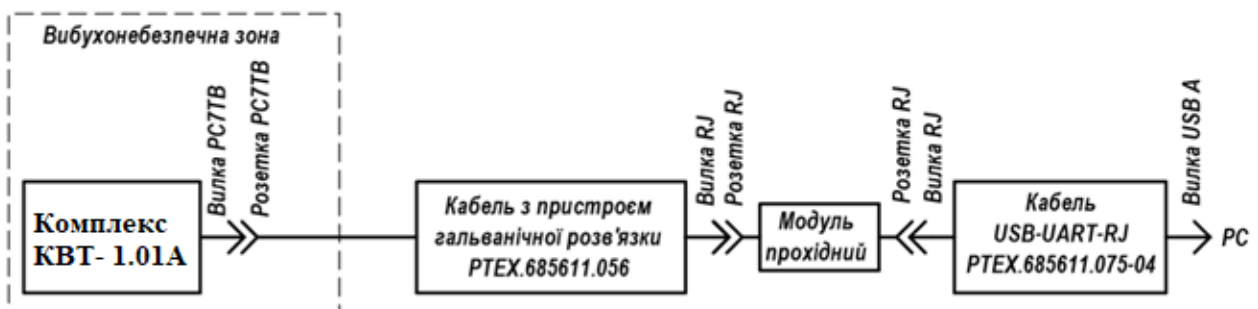 Вибухонебезпечна зона
Вилка РС7ТВ
Розетка РС7ТВ
Комплекс
КВТ- 1.01А
Кабель з пристроєм
гальванічної розв'язки
РТЕХ.685611.056
Вилка RJ
Розетка RJ
Модуль
прохідний
Розетка RJ
Вилка RJ
Кабель
USB-UART-RJ
РТЕХ.685611.075-04
Вилка USB A
PC